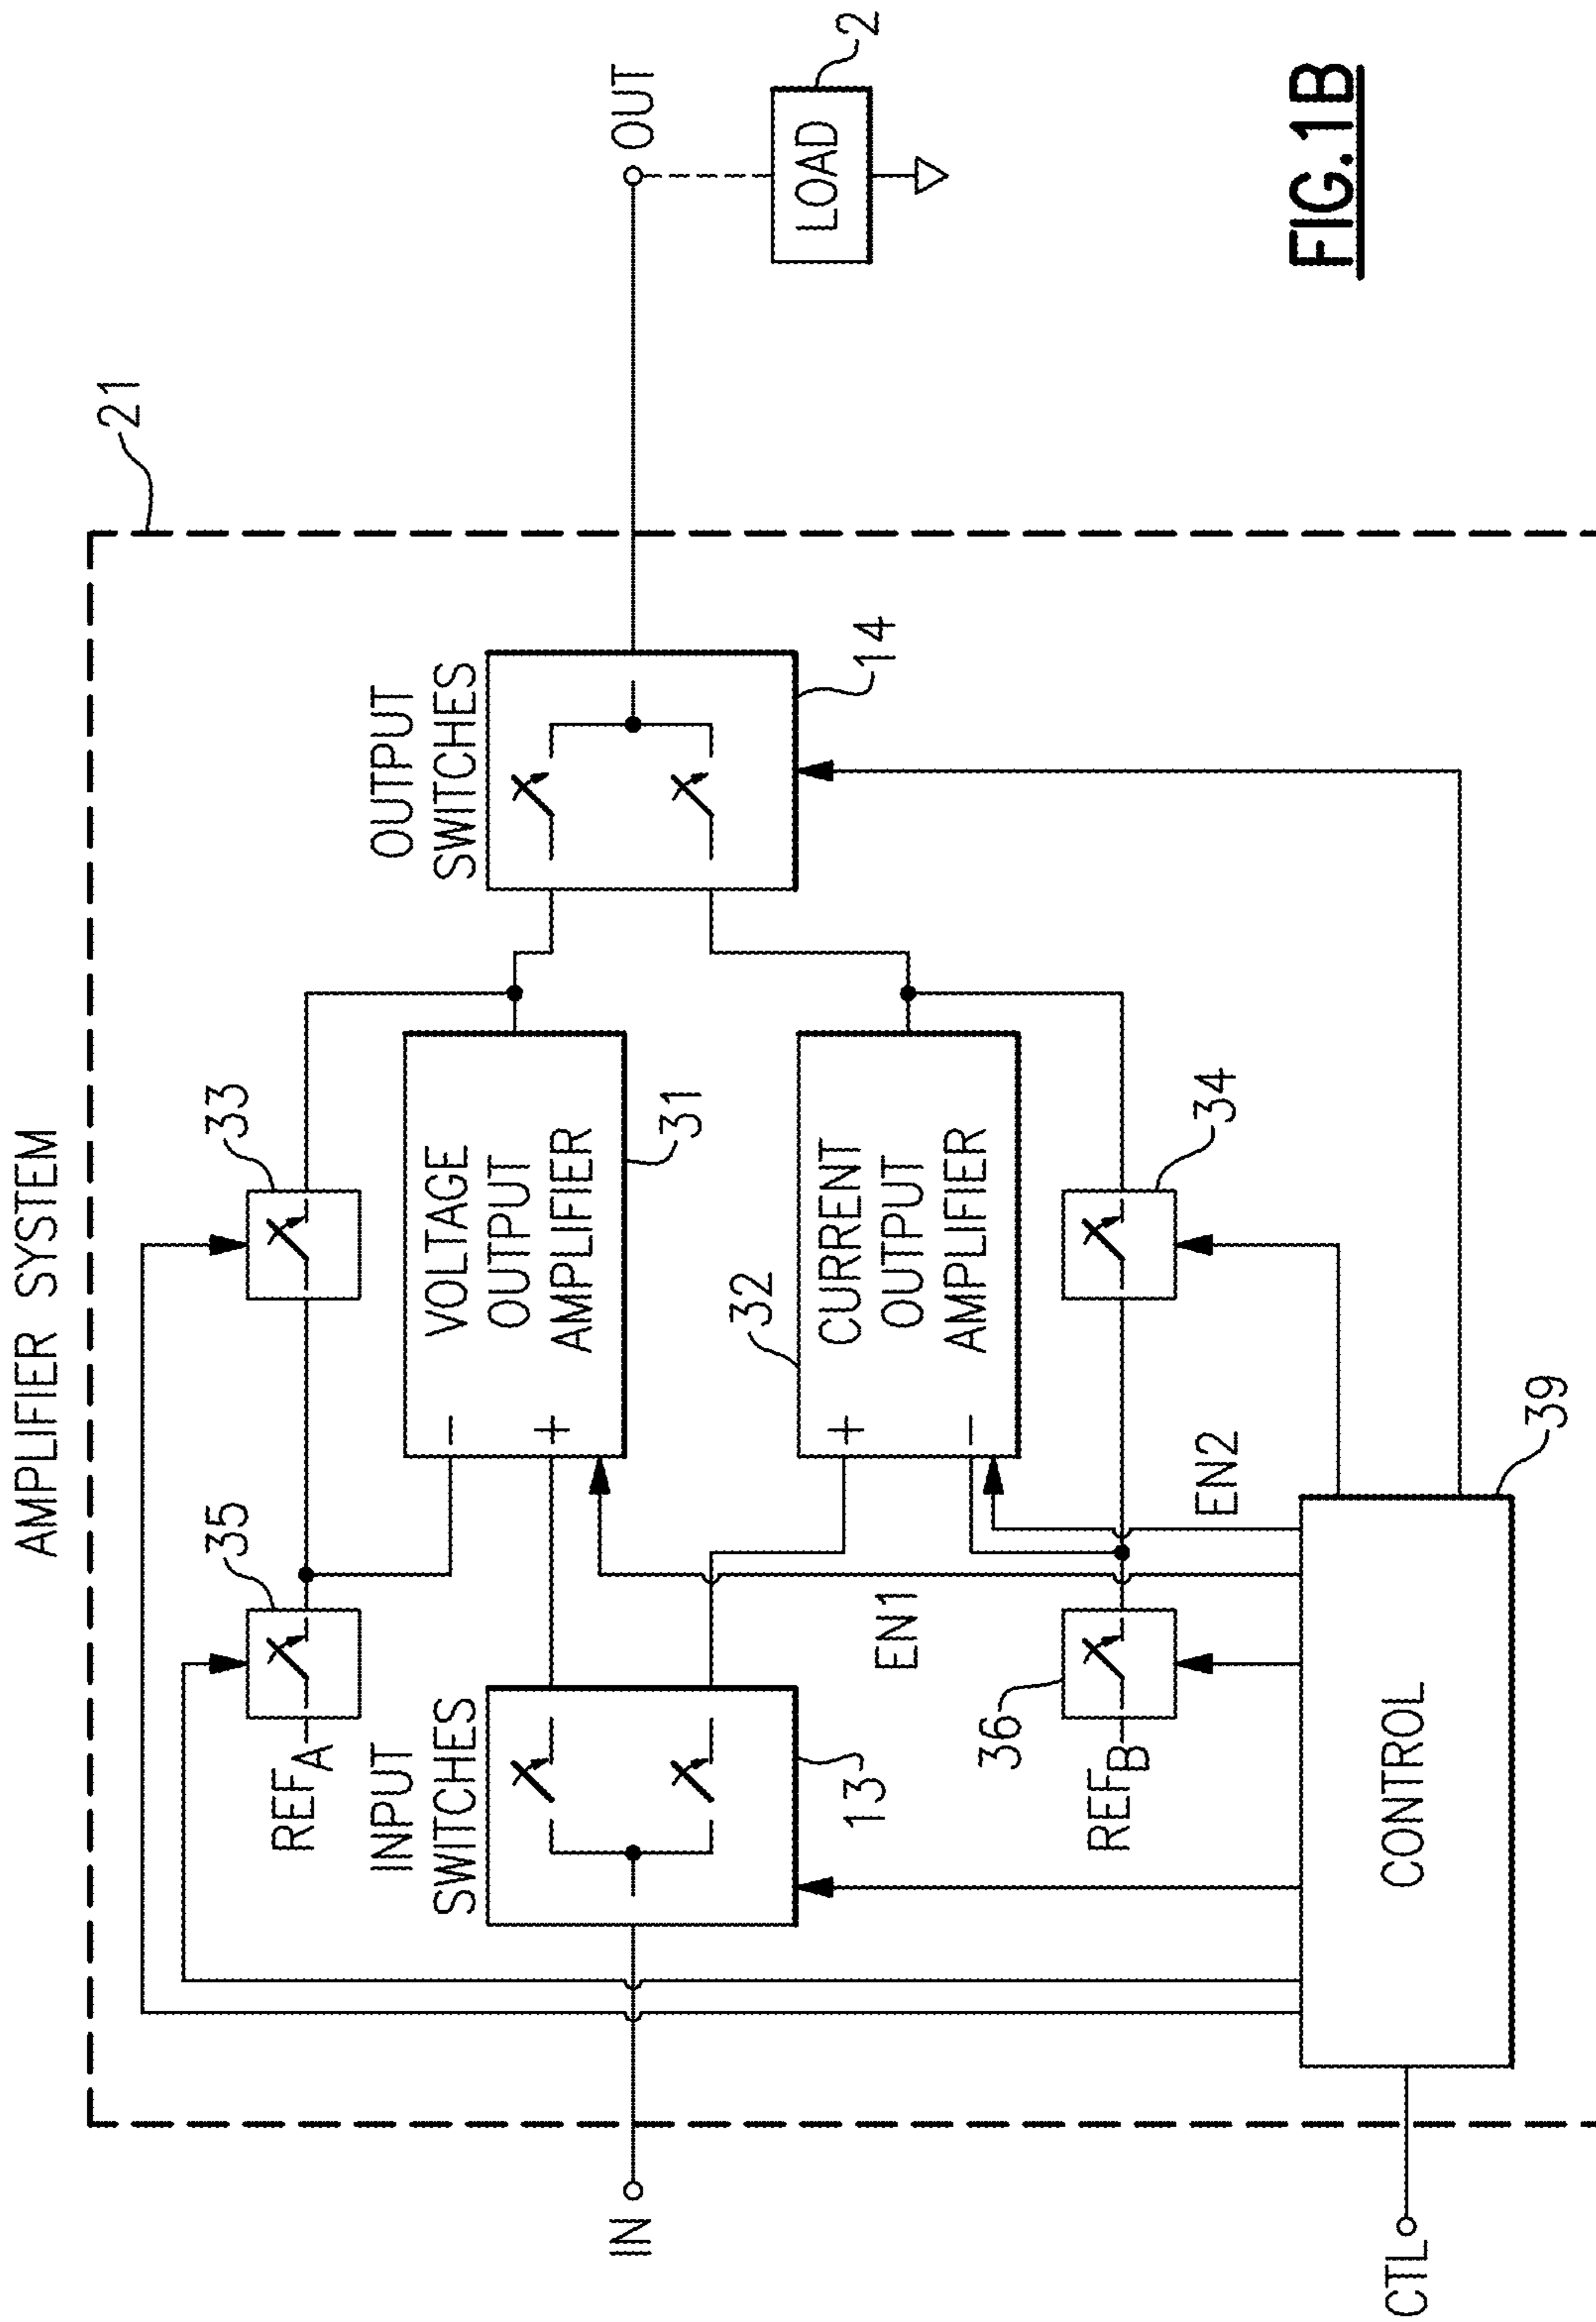 AMPLIFIER SYSTEM
21
35
33
REFA
INPUT
SWITCHES
VOLTAGE
OUTPUT
AMPLIFIER
-
+
31
OUTPUT
SWITCHES
14
IN
OUT
13
EN1
32
CURRENT
OUTPUT
AMPLIFIER
+
-
LOAD
2
36
REFB
34
EN2
CONTROL
39
CTL
FIG.1B